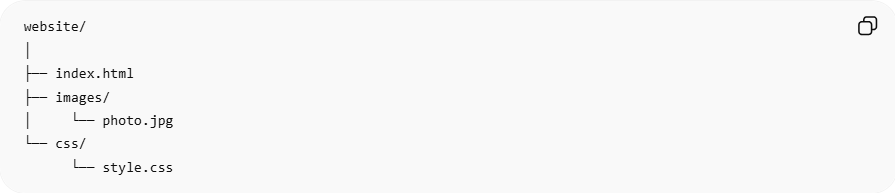 website/
│
├── index.html
├── images/
│     └── photo.jpg
└── css/
      └── style.css